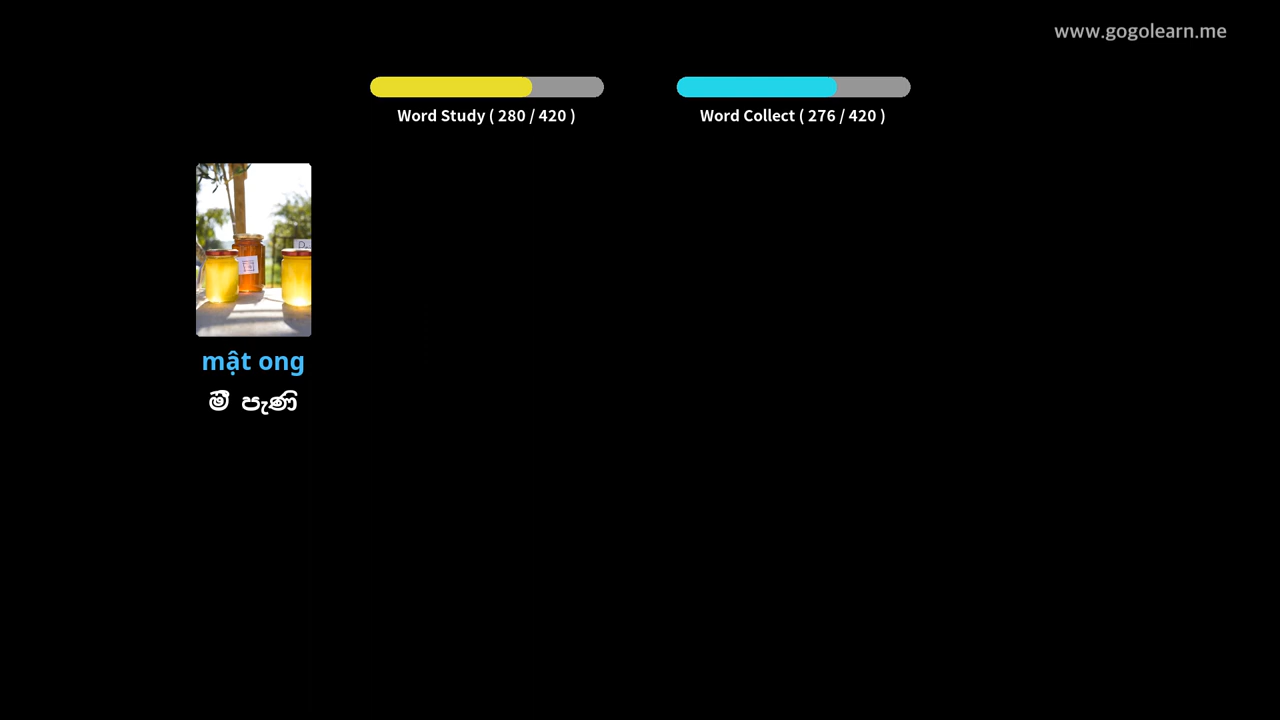 www.gogolearn.me
Word Study ( 280 / 420 )
Word Collect ( 276 / 420 )
mật ong
මී පැණි